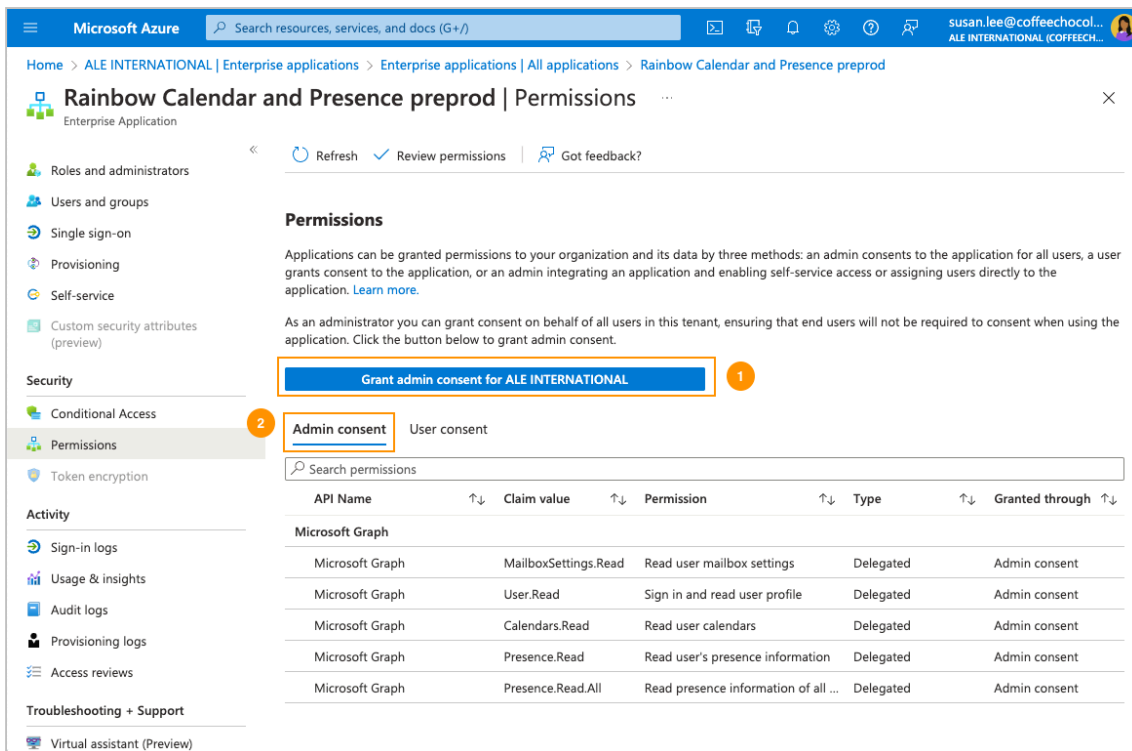 Microsoft Azure
Search resources, services, and docs (G+/)
susan.lee@coffeechocol...
ALE INTERNATIONAL (COFFEECH...
Home > ALE INTERNATIONAL | Enterprise applications > Enterprise applications | All applications > Rainbow Calendar and Presence preprod
Rainbow Calendar and Presence preprod | Permissions ...
Enterprise Application
Roles and administrators
Users and groups
Single sign-on
Provisioning
Self-service
Custom security attributes
(preview)
Security
Conditional Access
Permissions
Token encryption
Activity
Sign-in logs
Usage & insights
Audit logs
Provisioning logs
Access reviews
Troubleshooting + Support
Virtual assistant (Preview)
Refresh Review permissions Got feedback?
Permissions
Applications can be granted permissions to your organization and its data by three methods: an admin consents to the application for all users, a user
grants consent to the application, or an admin integrating an application and enabling self-service access or assigning users directly to the
application. Learn more.
As an administrator you can grant consent on behalf of all users in this tenant, ensuring that end users will not be required to consent when using the
application. Click the button below to grant admin consent.
Grant admin consent for ALE INTERNATIONAL
1
2
Admin consent User consent
Search permissions
API Name Claim value Permission Type Granted through
Microsoft Graph
Microsoft Graph MailboxSettings.Read Read user mailbox settings Delegated Admin consent
Microsoft Graph User.Read Sign in and read user profile Delegated Admin consent
Microsoft Graph Calendars.Read Read user calendars Delegated Admin consent
Microsoft Graph Presence.Read Read user's presence information Delegated Admin consent
Microsoft Graph Presence.Read.All Read presence information of all ... Delegated Admin consent